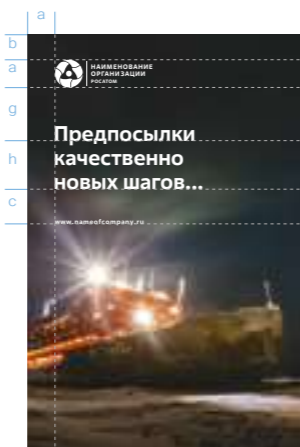 a
b
a
НАИМЕНОВАНИЕ
ОРГАНИЗАЦИИ
РОСАТОМ
g
Предпосылки
h
качественно
новых шагов...
c
www.nameofcompany.ru